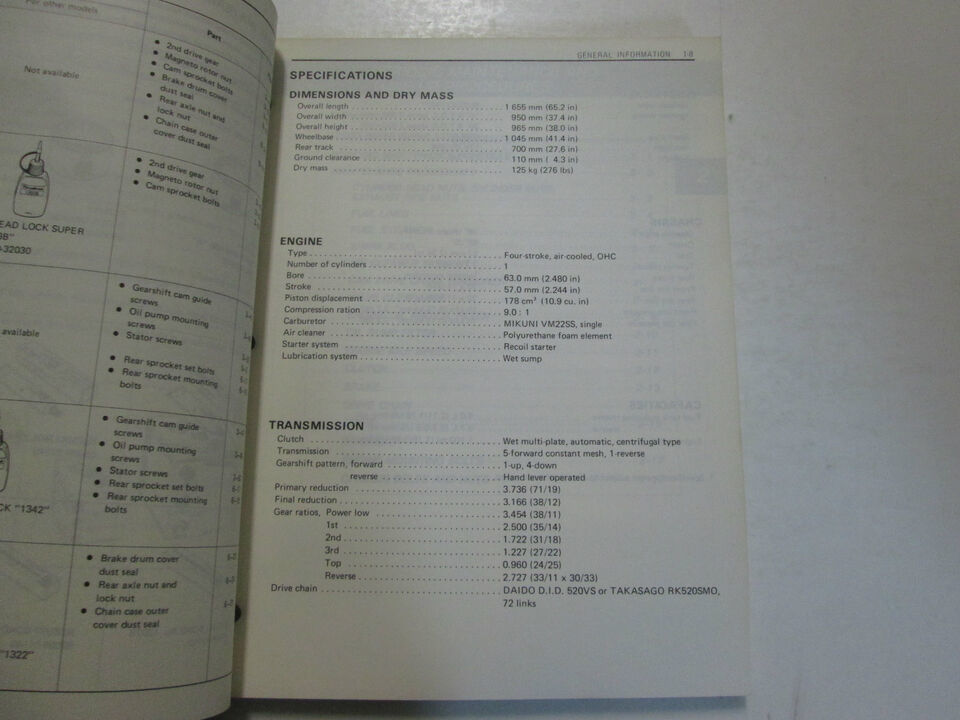 For other models
Part
Not available
• 2nd drive gear
• Magneto rotor nut
• Cam sprocket bolts
• Brake drum cover
dust seal
• Rear axle nut and
lock nut
• Chain case outer
cover dust seal
• 2nd drive gear
• Magneto rotor nut
• Cam sprocket bolts
EAD LOCK SUPER
-32030
available
• Gearshift cam guide
screws
• Oil pump mounting
screws
• Stator screws
• Rear sprocket set bolts
• Rear sprocket mounting
bolts
CK "1342"
• Gearshift cam guide
screws
• Oil pump mounting
screws
• Stator screws
• Rear sprocket set bolts
• Rear sprocket mounting
bolts
"1322"
• Brake drum cover
dust seal
• Rear axle nut and
lock nut
• Chain case outer
cover dust seal
GENERAL INFORMATION 1-8
SPECIFICATIONS
DIMENSIONS AND DRY MASS
Overall length 1 655 mm (65.2 in)
Overall width 950 mm (37.4 in)
Overall height 965 mm (38.0 in)
Wheelbase 1 045 mm (41.4 in)
Rear track 700 mm (27.6 in)
Ground clearance 110 mm ( 4.3 in)
Dry mass 125 kg (276 lbs)
ENGINE
Type Four-stroke, air-cooled, OHC
Number of cylinders 1
Bore 63.0 mm (2.480 in)
Stroke 57.0 mm (2.244 in)
Piston displacement 178 cm³ (10.9 cu. in)
Compression ration 9.0 : 1
Carburetor MIKUNI VM22SS, single
Air cleaner Polyurethane foam element
Starter system Recoil starter
Lubrication system Wet sump
TRANSMISSION
Clutch Wet multi-plate, automatic, centrifugal type
Transmission 5-forward constant mesh, 1-reverse
Gearshift pattern, forward 1-up, 4-down
reverse Hand lever operated
Primary reduction 3.736 (71/19)
Final reduction 3.166 (38/12)
Gear ratios, Power low 3.454 (38/11)
1st 2.500 (35/14)
2nd 1.722 (31/18)
3rd 1.227 (27/22)
Top 0.960 (24/25)
Reverse 2.727 (33/11 x 30/33)
Drive chain DAIDO D.I.D. 520VS or TAKASAGO RK520SMO,
72 links